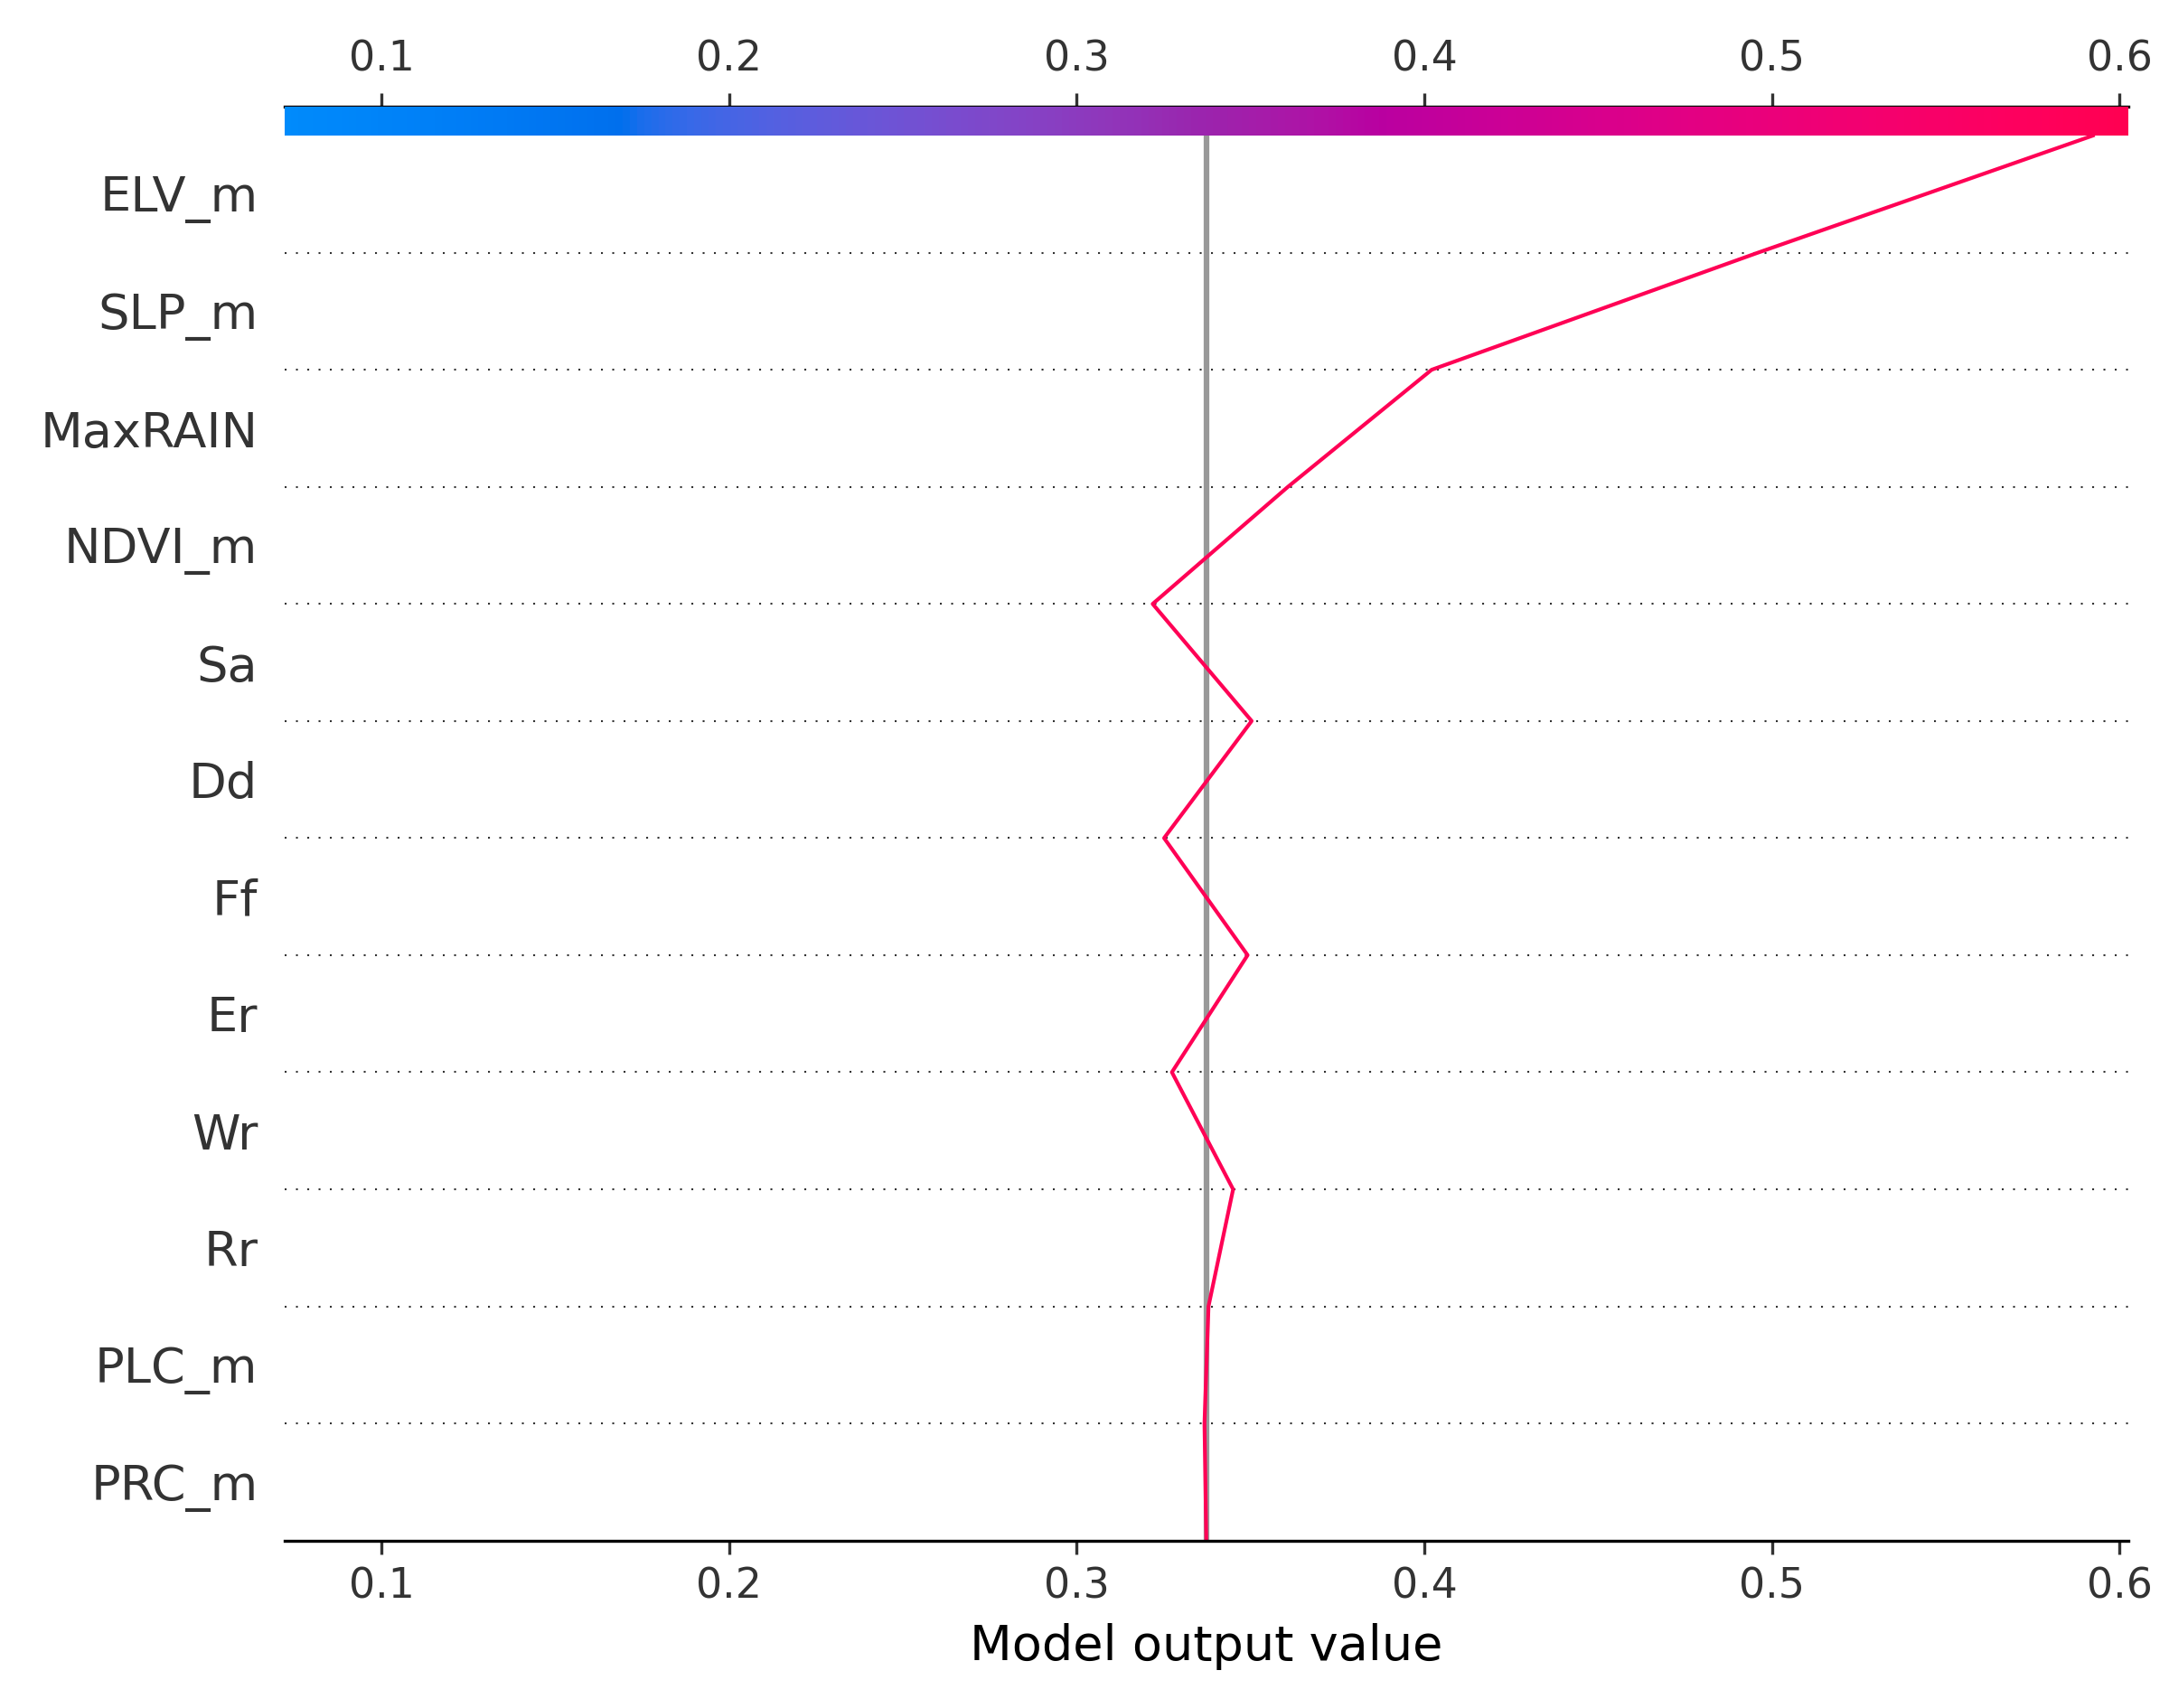 0.1 0.2 0.3 0.4 0.5 0.6
ELV_m
SLP_m
MaxRAIN
NDVI_m
Sa
Dd
Ff
Er
Wr
Rr
PLC_m
PRC_m
0.1 0.2 0.3 0.4 0.5 0.6
Model output value